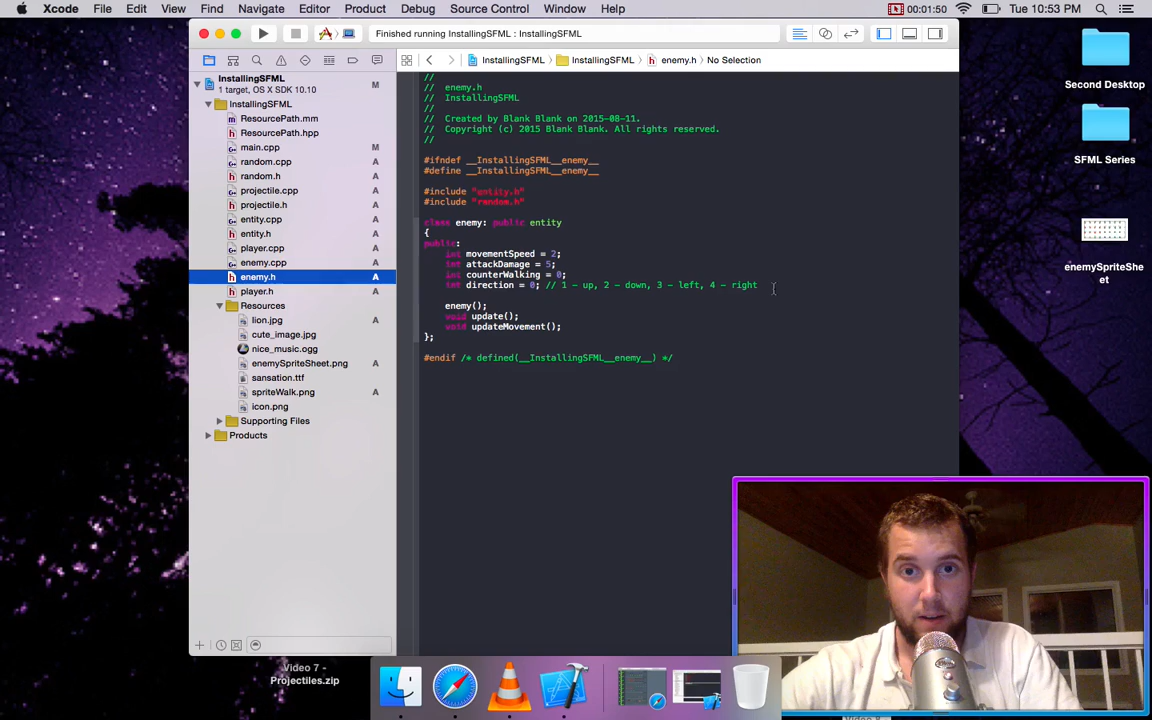 Xcode File Edit View Find Navigate Editor Product Debug Source Control Window Help 00:01:50 Tue 10:53 PM
Finished running InstallingSFML : InstallingSFML
InstallingSFML InstallingSFML enemy.h No Selection
InstallingSFML M
1 target, OS X SDK 10.10
InstallingSFML
ResourcePath.mm
ResourcePath.hpp
main.cpp M
random.cpp A
random.h A
projectile.cpp A
projectile.h A
entity.cpp A
entity.h A
player.cpp A
enemy.cpp A
enemy.h A
player.h A
Resources
lion.jpg A
cute_image.jpg
nice_music.ogg
enemySpriteSheet.png A
sansation.ttf
spriteWalk.png A
icon.png
Supporting Files
Products
//
// enemy.h
// InstallingSFML
//
// Created by Blank Blank on 2015-08-11.
// Copyright (c) 2015 Blank Blank. All rights reserved.
//
#ifndef __InstallingSFML__enemy__
#define __InstallingSFML__enemy__
#include "entity.h"
#include "random.h"
class enemy: public entity
{
public:
int movementSpeed = 2;
int attackDamage = 5;
int counterWalking = 0;
int direction = 0; // 1 - up, 2 - down, 3 - left, 4 - right
enemy();
void update();
void updateMovement();
};
#endif /* defined(__InstallingSFML__enemy__) */
Second Desktop
SFML Series
enemySpriteShe
et
Video 7 -
Projectiles.zip